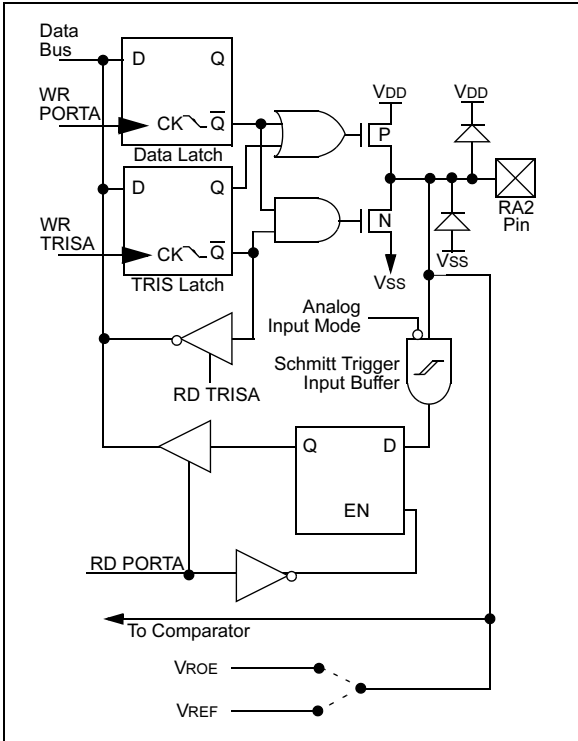 Data
Bus
D Q
WR
PORTA
CK Q
Data Latch
VDD
P
VDD
D Q
WR
TRISA
CK Q
TRIS Latch
N
VSS
RA2
Pin
VSS
Analog
Input Mode
Schmitt Trigger
Input Buffer
RD TRISA
Q D
EN
RD PORTA
To Comparator
VROE
VREF